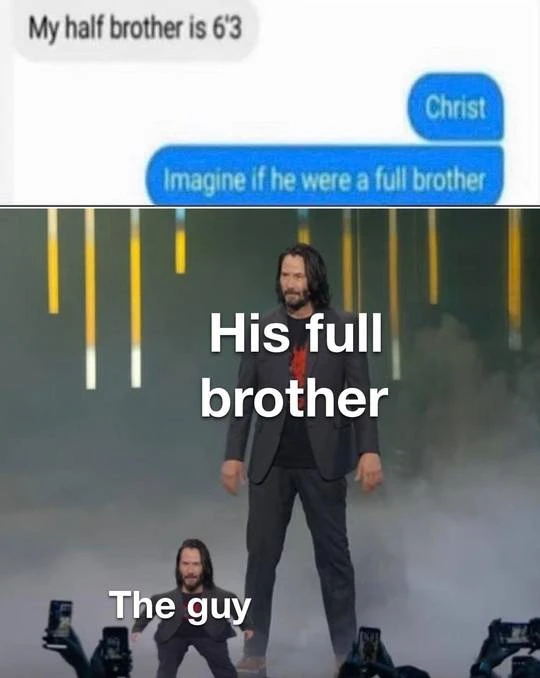 My half brother is 6'3
Christ
Imagine if he were a full brother
His full
brother
The guy